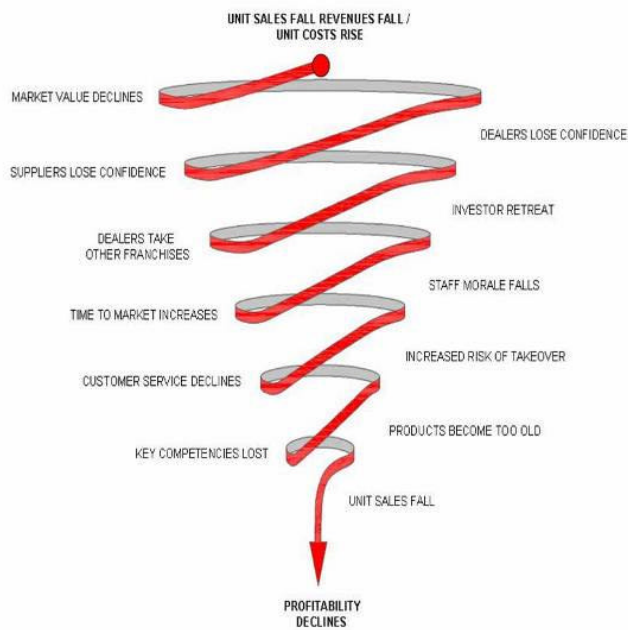 UNIT SALES FALL REVENUES FALL /
UNIT COSTS RISE
MARKET VALUE DECLINES
DEALERS LOSE CONFIDENCE
SUPPLIERS LOSE CONFIDENCE
INVESTOR RETREAT
DEALERS TAKE
OTHER FRANCHISES
STAFF MORALE FALLS
TIME TO MARKET INCREASES
INCREASED RISK OF TAKEOVER
CUSTOMER SERVICE DECLINES
PRODUCTS BECOME TOO OLD
KEY COMPETENCIES LOST
UNIT SALES FALL
PROFITABILITY
DECLINES